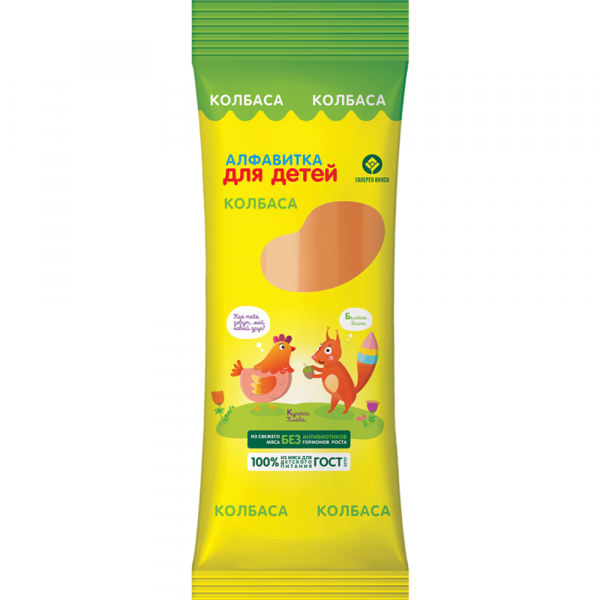 КОЛБАСА КОЛБАСА
АЛФАВИТКА
для детей
ГАЛЕРЕЯ ВКУСА
КОЛБАСА
Как тебя
зовут, мой
новый друг?
Белочка
Курочка
Клава
ИЗ СВЕЖЕГО МЯСА БЕЗ АНТИБИОТИКОВ ГОРМОНОВ РОСТА
100% ИЗ МЯСА ДЛЯ ДЕТСКОГО ПИТАНИЯ ГОСТ
КОЛБАСА КОЛБАСА